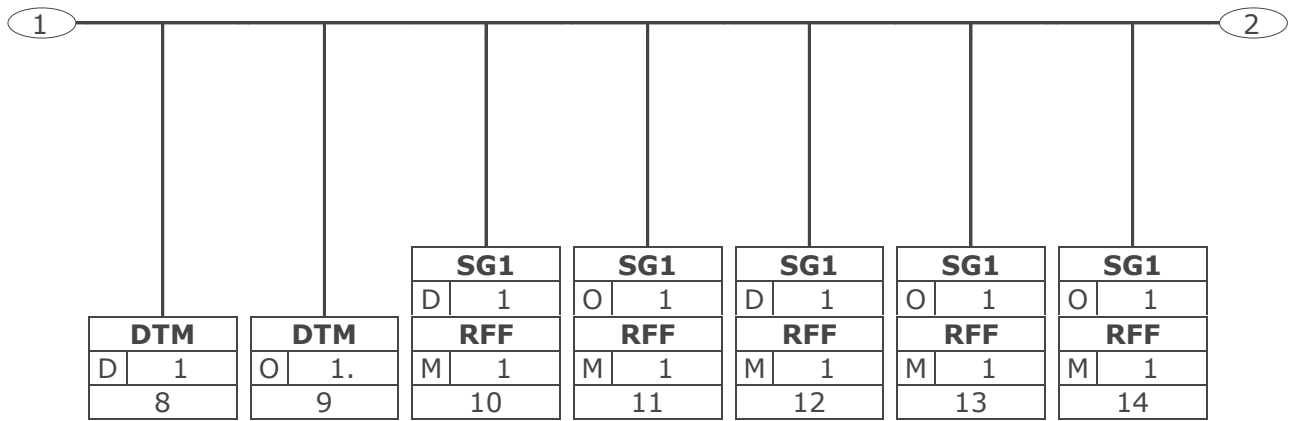 1 2
SG1 SG1 SG1 SG1 SG1
D 1 O 1 D 1 O 1 O 1
DTM DTM RFF RFF RFF RFF RFF
D 1 O 1. M 1 M 1 M 1 M 1 M 1
8 9 10 11 12 13 14